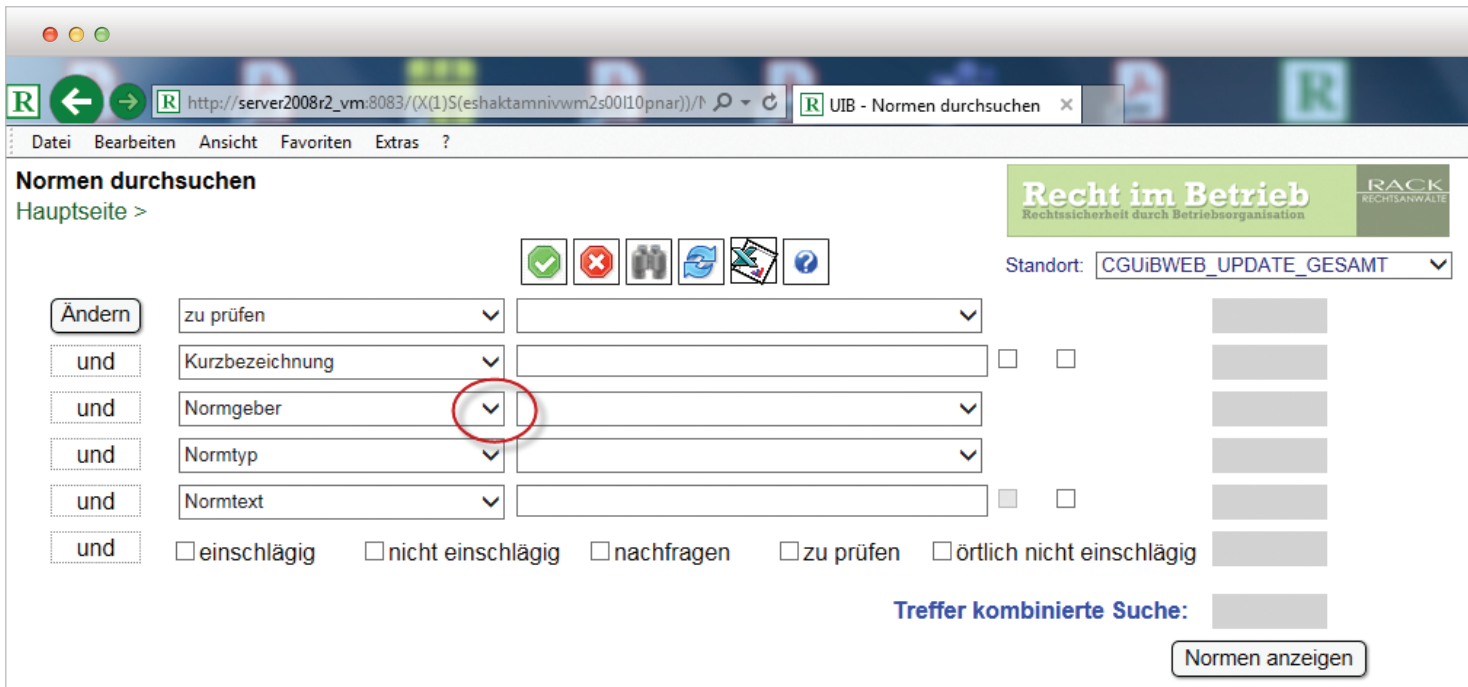 R R http://server2008r2_vm:8083/(X(1)S(eshaktamnivwm2s00l10pnar))/N R UIB - Normen durchsuchen R
Datei Bearbeiten Ansicht Favoriten Extras ?
Normen durchsuchen
Hauptseite >
Recht im Betrieb
Rechtssicherheit durch Betriebsorganisation
RACK
RECHTSANWÄLTE
Standort: CGUiBWEB_UPDATE_GESAMT
Ändern zu prüfen
und Kurzbezeichnung
und Normgeber
und Normtyp
und Normtext
und einschlägig nicht einschlägig nachfragen zu prüfen örtlich nicht einschlägig
Treffer kombinierte Suche:
Normen anzeigen